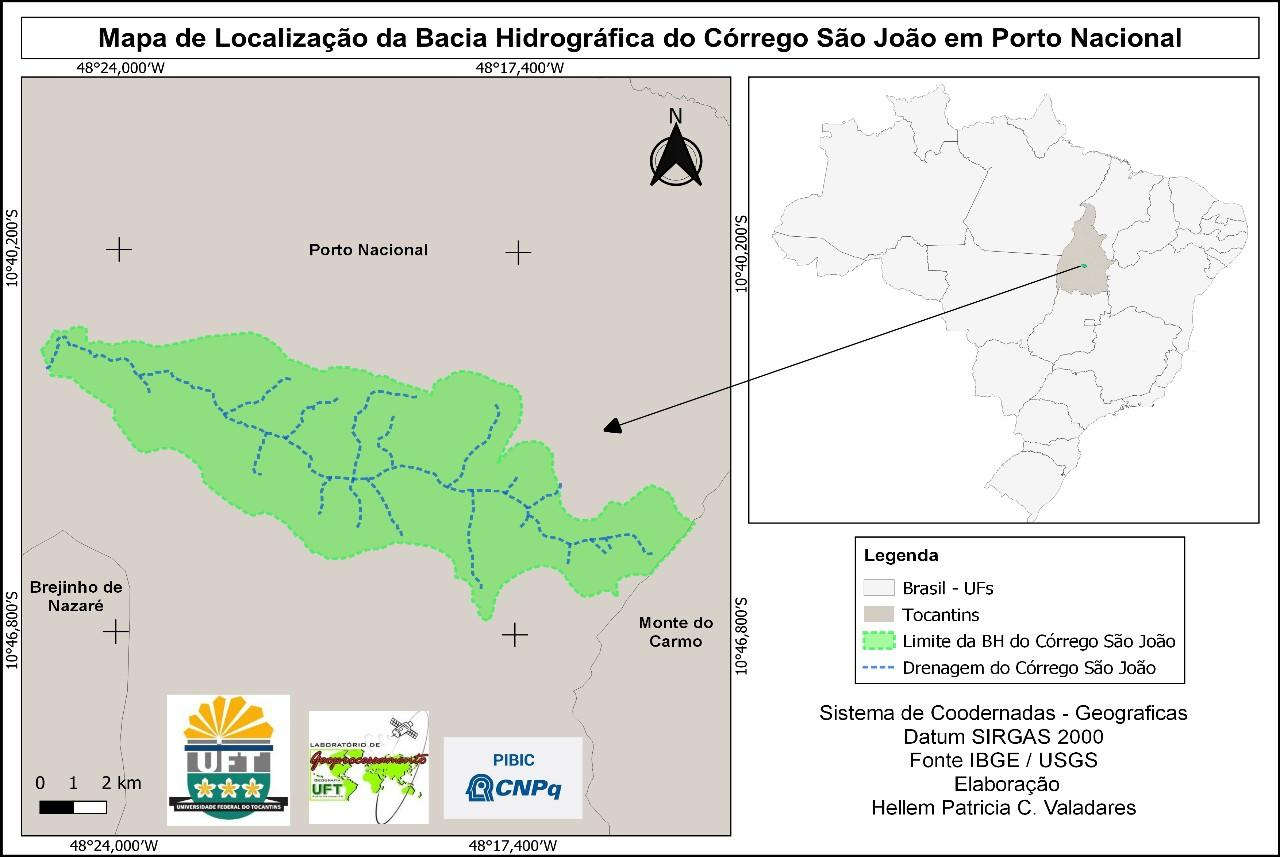 Mapa de Localização da Bacia Hidrográfica do Córrego São João em Porto Nacional
48°24,000'W
48°17,400'W
N
10°40,200'S
10°40,200'S
Porto Nacional
Brejinho de
Nazaré
Monte do
Carmo
10°46,800'S
10°46,800'S
0 1 2 km
UFT
UNIVERSIDADE FEDERAL DO TOCANTINS
LABORATÓRIO DE
Geoprocessamento
GEOGRAFIA
UFT
PIBIC
CNPq
48°24,000'W
48°17,400'W
Legenda
Brasil - UFs
Tocantins
Limite da BH do Córrego São João
Drenagem do Córrego São João
Sistema de Coodernadas - Geograficas
Datum SIRGAS 2000
Fonte IBGE / USGS
Elaboração
Hellem Patricia C. Valadares